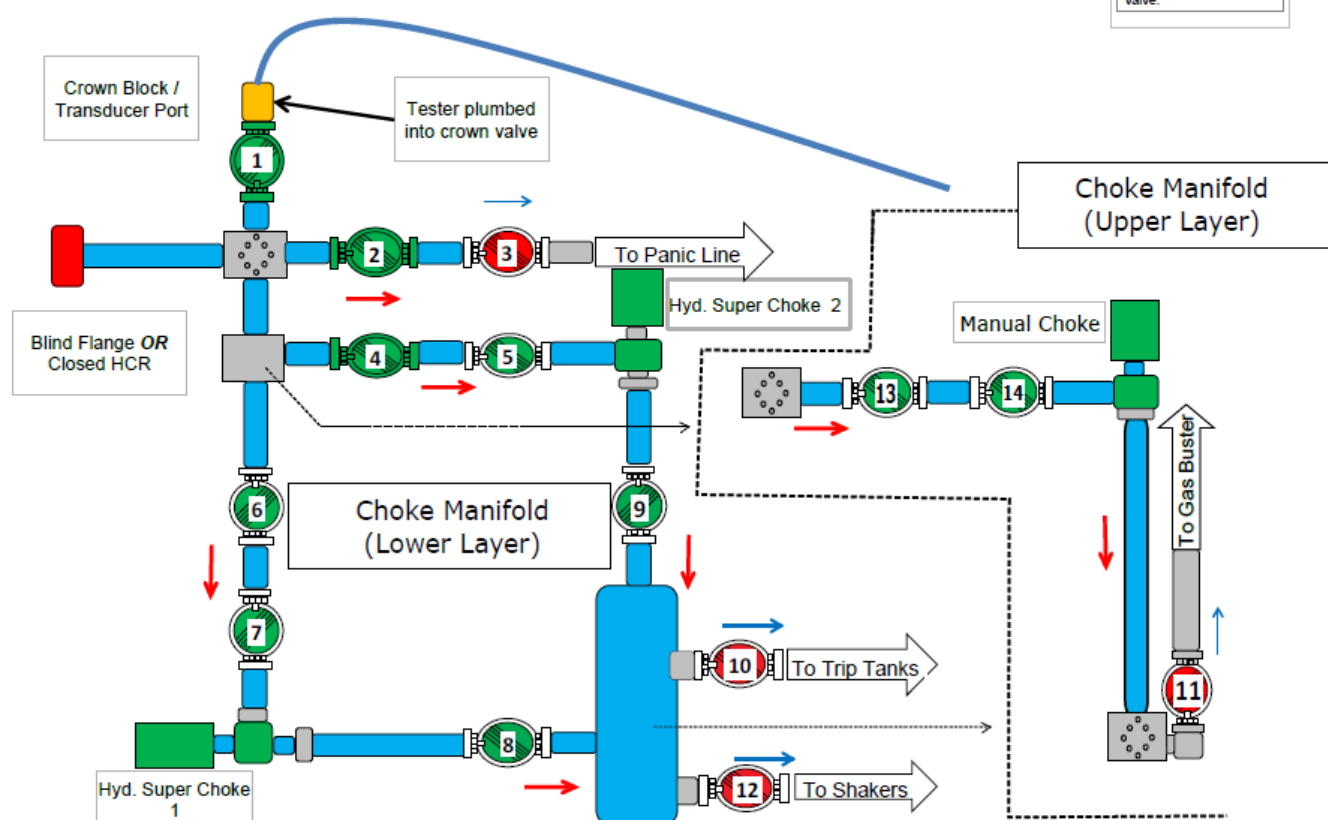 valve.
Crown Block /
Transducer Port
Tester plumbed
into crown valve
1
Choke Manifold
(Upper Layer)
2
3
To Panic Line
Hyd. Super Choke 2
Manual Choke
Blind Flange OR
Closed HCR
4
5
13
14
To Gas Buster
6
Choke Manifold
(Lower Layer)
9
7
10
To Trip Tanks
11
8
12
To Shakers
Hyd. Super Choke
1